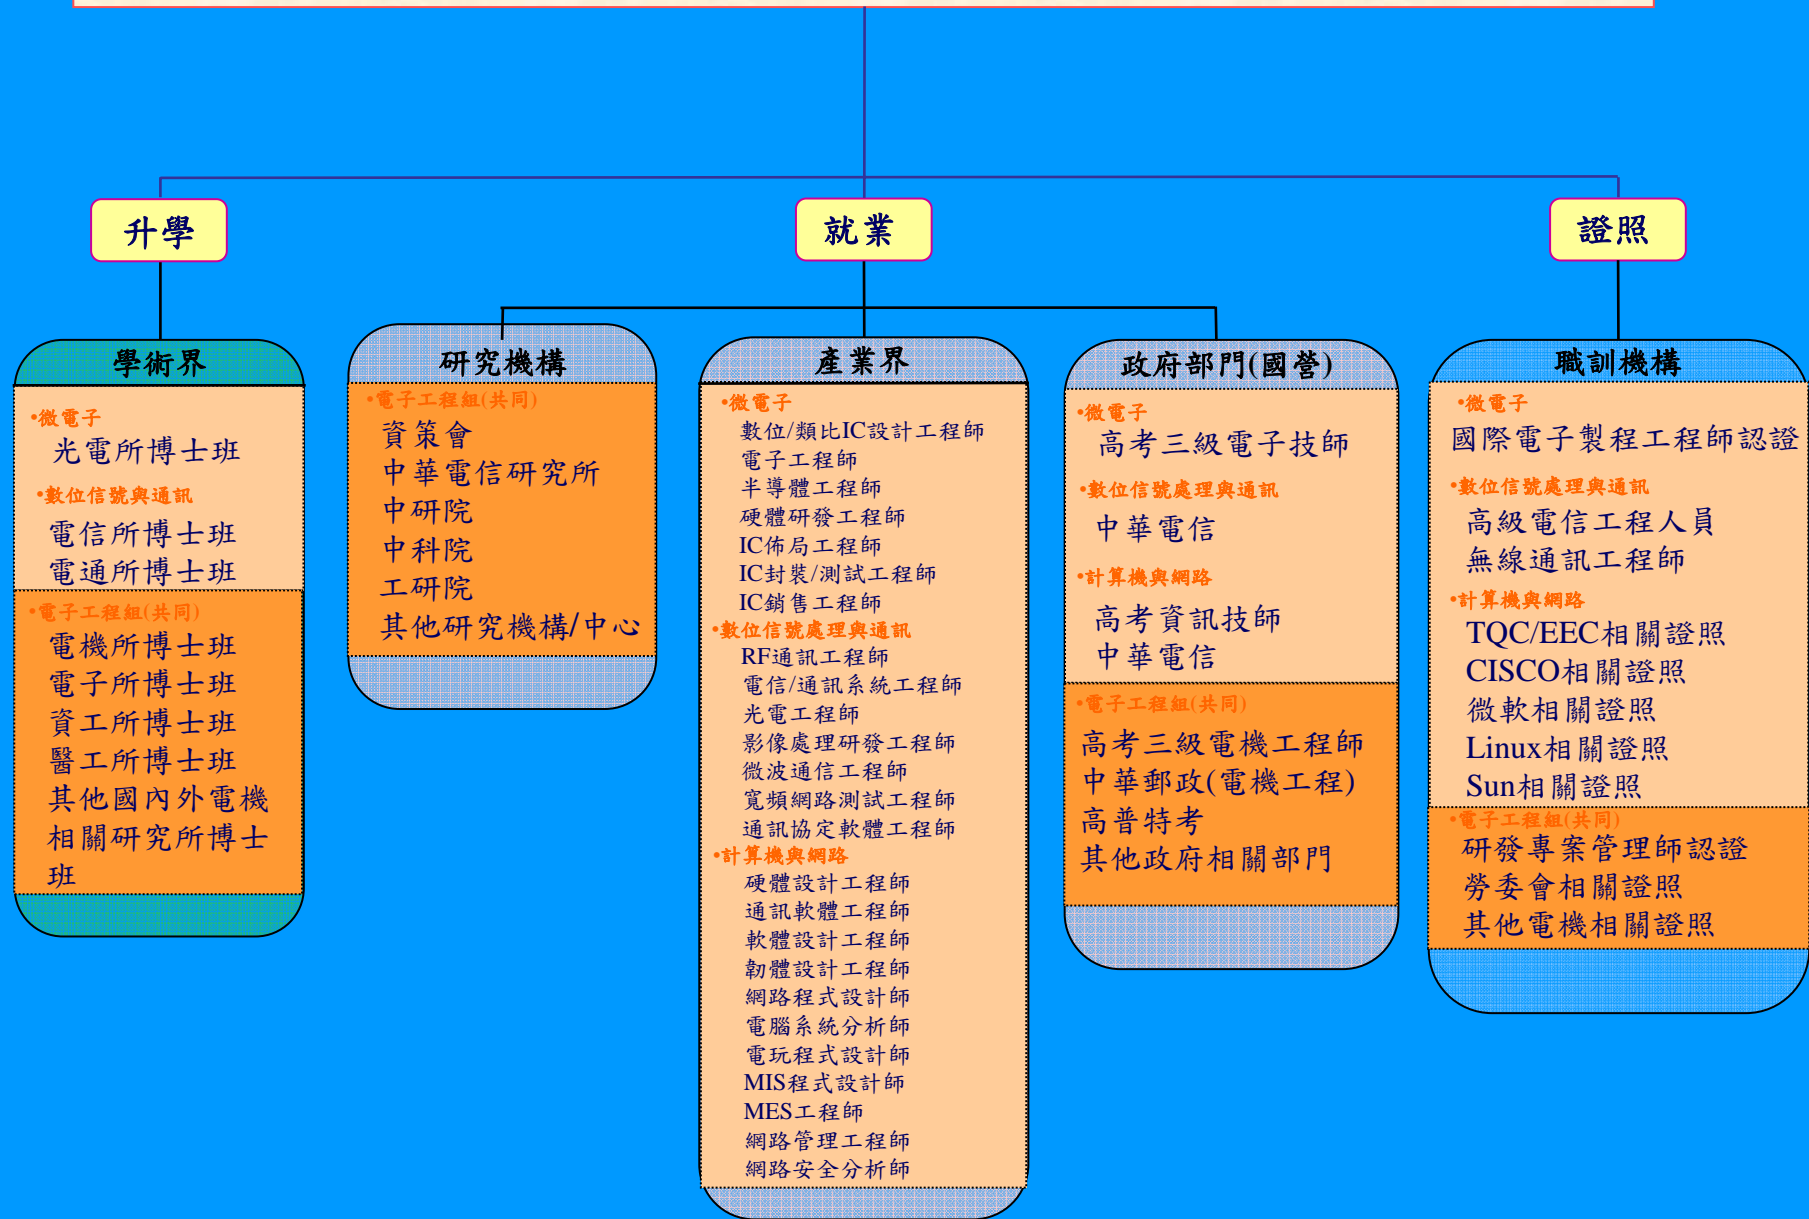 升學
就業
證照
學術界
•微電子
光電所博士班
•數位信號與通訊
電信所博士班
電通所博士班
•電子工程組(共同)
電機所博士班
電子所博士班
資工所博士班
醫工所博士班
其他國內外電機
相關研究所博士
班
研究機構
•電子工程組(共同)
資策會
中華電信研究所
中研院
中科院
工研院
其他研究機構/中心
產業界
•微電子
數位/類比IC設計工程師
電子工程師
半導體工程師
硬體研發工程師
IC佈局工程師
IC封裝/測試工程師
IC銷售工程師
•數位信號處理與通訊
RF通訊工程師
電信/通訊系統工程師
光電工程師
影像處理研發工程師
微波通信工程師
寬頻網路測試工程師
通訊協定軟體工程師
•計算機與網路
硬體設計工程師
通訊軟體工程師
軟體設計工程師
韌體設計工程師
網路程式設計師
電腦系統分析師
電玩程式設計師
MIS程式設計師
MES工程師
網路管理工程師
網路安全分析師
政府部門(國營)
•微電子
高考三級電子技師
•數位信號處理與通訊
中華電信
•計算機與網路
高考資訊技師
中華電信
•電子工程組(共同)
高考三級電機工程師
中華郵政(電機工程)
高普特考
其他政府相關部門
職訓機構
•微電子
國際電子製程工程師認證
•數位信號處理與通訊
高級電信工程人員
無線通訊工程師
•計算機與網路
TQC/EEC相關證照
CISCO相關證照
微軟相關證照
Linux相關證照
Sun相關證照
•電子工程組(共同)
研發專案管理師認證
勞委會相關證照
其他電機相關證照